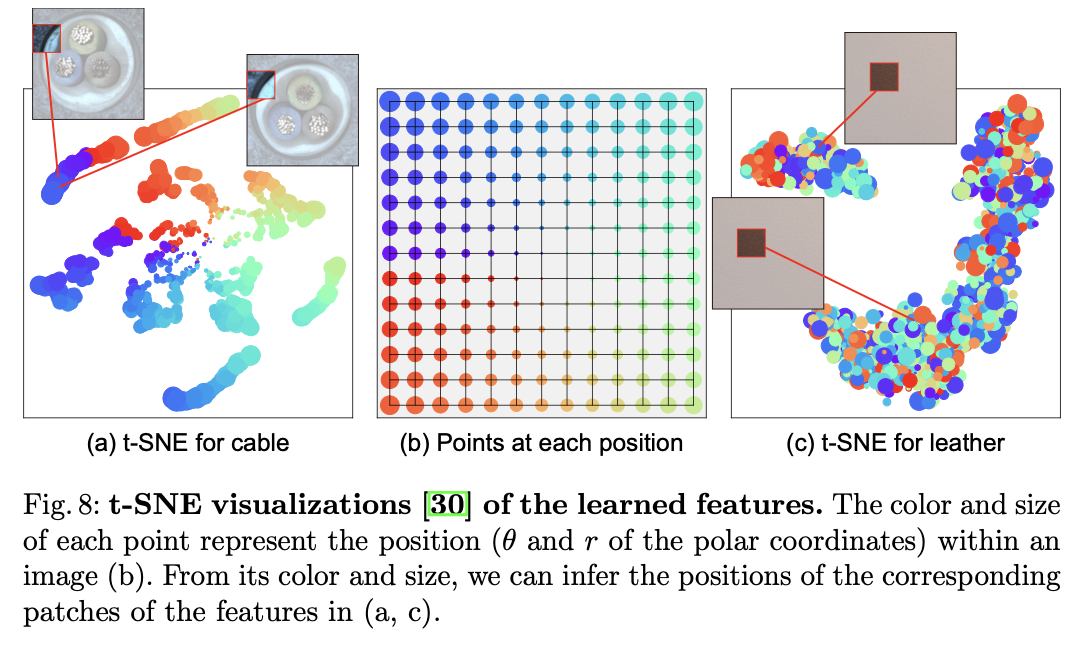 (a) t-SNE for cable
(b) Points at each position
(c) t-SNE for leather
Fig. 8: t-SNE visualizations [30] of the learned features. The color and size
of each point represent the position (θ and r of the polar coordinates) within an
image (b). From its color and size, we can infer the positions of the corresponding
patches of the features in (a, c).